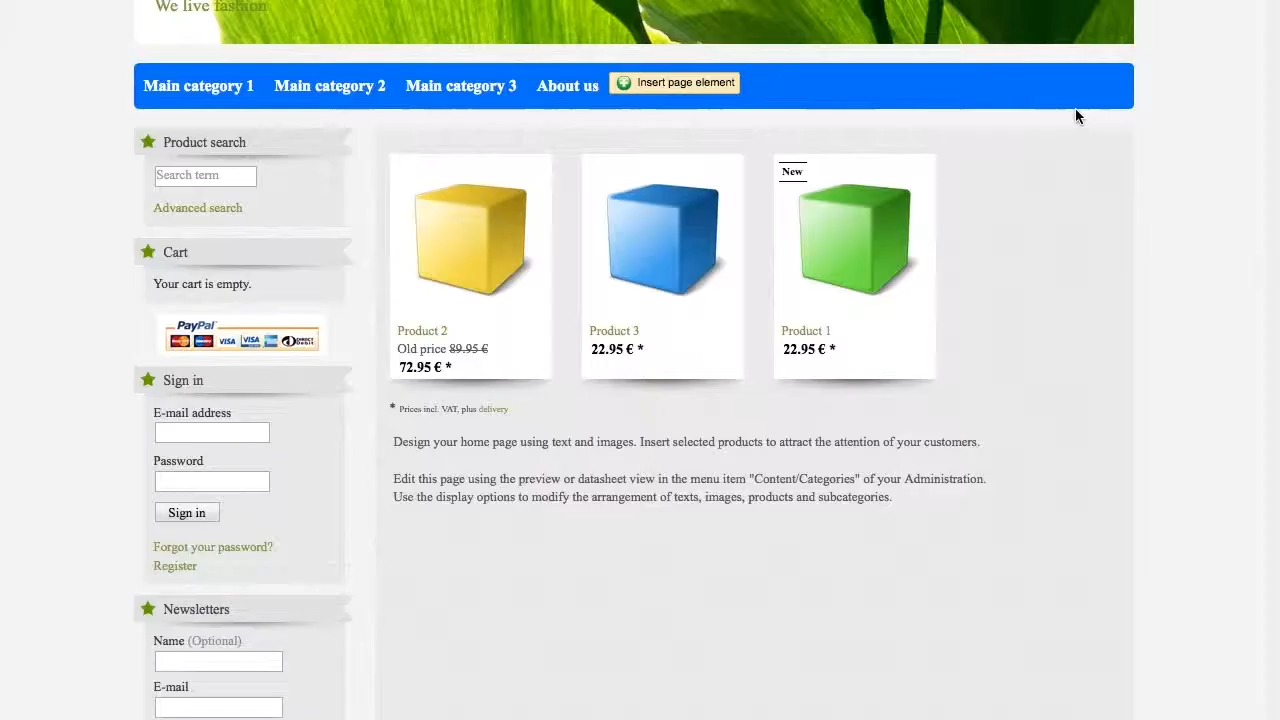 We live fashion
Main category 1 Main category 2 Main category 3 About us Insert page element
Product search
Search term
Advanced search
Cart
Your cart is empty.
PayPal
VISA VISA DIRECT Debit
Sign in
E-mail address
Password
Sign in
Forgot your password?
Register
Newsletters
Name (Optional)
E-mail
New
Product 2
Old price 89.95 €
72.95 € *
Product 3
22.95 € *
Product 1
22.95 € *
* Prices incl. VAT, plus delivery
Design your home page using text and images. Insert selected products to attract the attention of your customers.
Edit this page using the preview or datasheet view in the menu item "Content/Categories" of your Administration.
Use the display options to modify the arrangement of texts, images, products and subcategories.